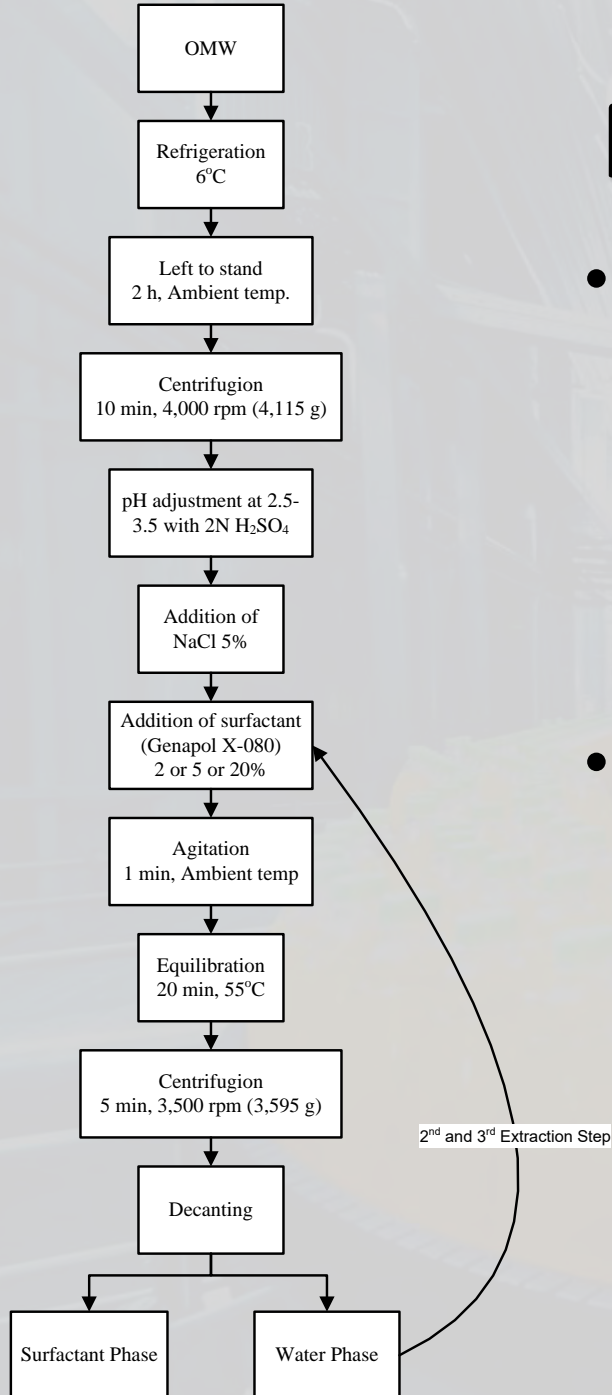 OMW
Refrigeration
6°C
Left to stand
2 h, Ambient temp.
Centrifugion
10 min, 4,000 rpm (4,115 g)
pH adjustment at 2.5-
3.5 with 2N H₂SO₄
Addition of
NaCl 5%
Addition of surfactant
(Genapol X-080)
2 or 5 or 20%
Agitation
1 min, Ambient temp
Equilibration
20 min, 55°C
Centrifugion
5 min, 3,500 rpm (3,595 g)
2nd and 3rd Extraction Step
Decanting
Surfactant Phase
Water Phase